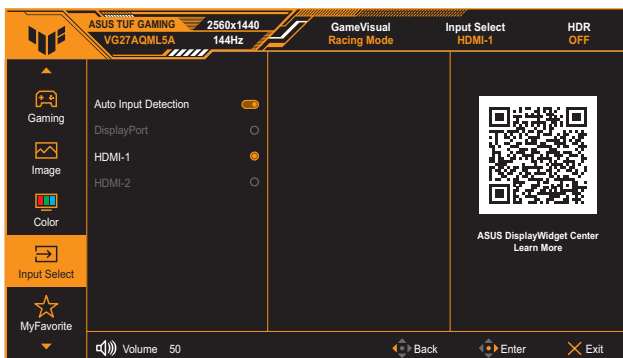 ASUS TUF GAMING 2560x1440 GameVisual Input Select HDR
VG27AQML5A 144Hz Racing Mode HDMI-1 OFF
Gaming
Image
Color
Input Select
MyFavorite
Auto Input Detection
DisplayPort
HDMI-1
HDMI-2
ASUS DisplayWidget Center
Learn More
Volume 50 Back Enter Exit